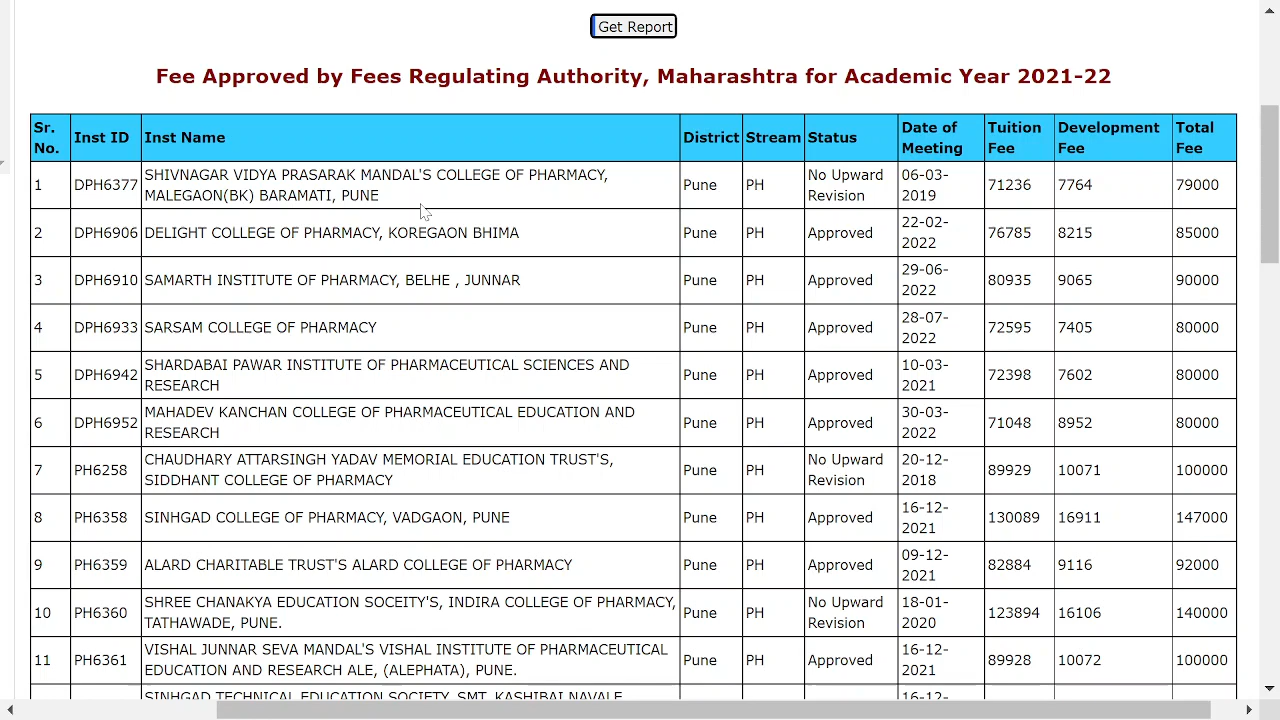 Get Report
Fee Approved by Fees Regulating Authority, Maharashtra for Academic Year 2021-22
Sr. No. Inst ID Inst Name District Stream Status Date of Meeting Tuition Fee Development Fee Total Fee
1 DPH6377 SHIVNAGAR VIDYA PRASARAK MANDAL'S COLLEGE OF PHARMACY, MALEGAON(BK) BARAMATI, PUNE Pune PH No Upward Revision 06-03-2019 71236 7764 79000
2 DPH6906 DELIGHT COLLEGE OF PHARMACY, KOREGAON BHIMA Pune PH Approved 22-02-2022 76785 8215 85000
3 DPH6910 SAMARTH INSTITUTE OF PHARMACY, BELHE , JUNNAR Pune PH Approved 29-06-2022 80935 9065 90000
4 DPH6933 SARSAM COLLEGE OF PHARMACY Pune PH Approved 28-07-2022 72595 7405 80000
5 DPH6942 SHARDABAI PAWAR INSTITUTE OF PHARMACEUTICAL SCIENCES AND RESEARCH Pune PH Approved 10-03-2021 72398 7602 80000
6 DPH6952 MAHADEV KANCHAN COLLEGE OF PHARMACEUTICAL EDUCATION AND RESEARCH Pune PH Approved 30-03-2022 71048 8952 80000
7 PH6258 CHAUDHARY ATTARSINGH YADAV MEMORIAL EDUCATION TRUST'S, SIDDHANT COLLEGE OF PHARMACY Pune PH No Upward Revision 20-12-2018 89929 10071 100000
8 PH6358 SINHGAD COLLEGE OF PHARMACY, VADGAON, PUNE Pune PH Approved 16-12-2021 130089 16911 147000
9 PH6359 ALARD CHARITABLE TRUST'S ALARD COLLEGE OF PHARMACY Pune PH Approved 09-12-2021 82884 9116 92000
10 PH6360 SHREE CHANAKYA EDUCATION SOCEITY'S, INDIRA COLLEGE OF PHARMACY, TATHAWADE, PUNE. Pune PH No Upward Revision 18-01-2020 123894 16106 140000
11 PH6361 VISHAL JUNNAR SEVA MANDAL'S VISHAL INSTITUTE OF PHARMACEUTICAL EDUCATION AND RESEARCH ALE, (ALEPHATA), PUNE. Pune PH Approved 16-12-2021 89928 10072 100000
SINHGAD TECHNICAL EDUCATION SOCIETY, SMT. KASHIBAI NAVALE 16-12-